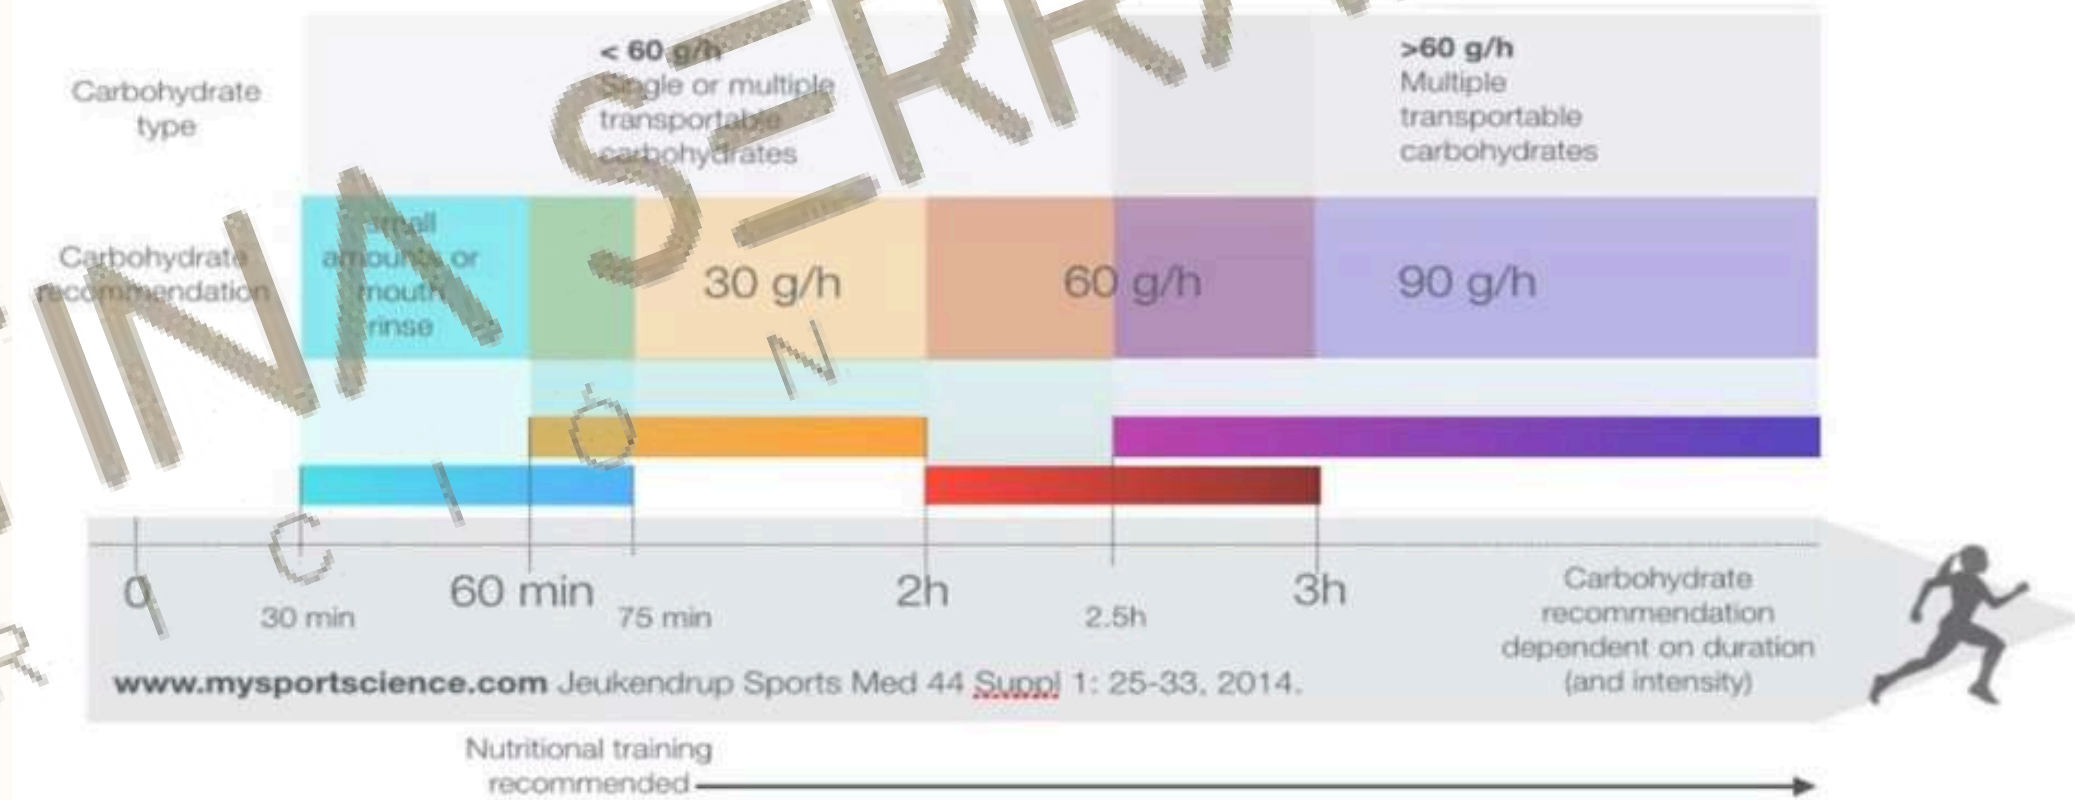 Carbohydrate
type
< 60 g/h
Single or multiple
transportable
carbohydrates
>60 g/h
Multiple
transportable
carbohydrates
Carbohydrate
recommendation
small
amounts or
mouth
rinse
30 g/h
60 g/h
90 g/h
0
30 min
60 min
75 min
2h
2.5h
3h
Carbohydrate
recommendation
dependent on duration
(and intensity)
www.mysportscience.com Jeukendrup Sports Med 44 Suppl 1: 25-33, 2014.
Nutritional training
recommended